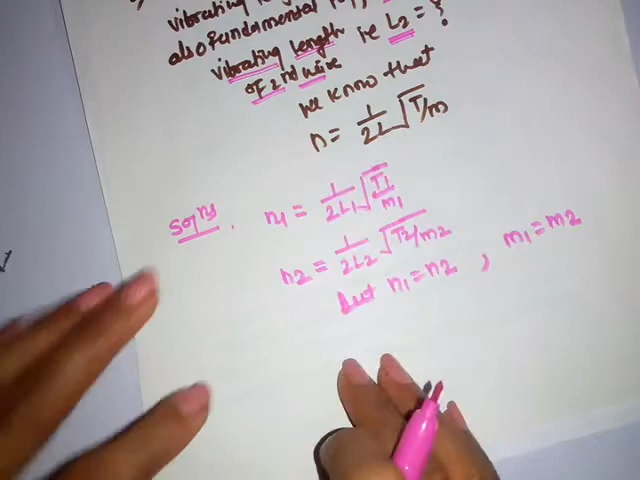 vibrating
also fundamental
vibrating length ie L2 = ?
of 2nd wire
we know that
n = 1/2L √T/m
Solns. n1 = 1/2L1 √T1/m1
n2 = 1/2L2 √T2/m2
But n1 = n2 , m1 = m2